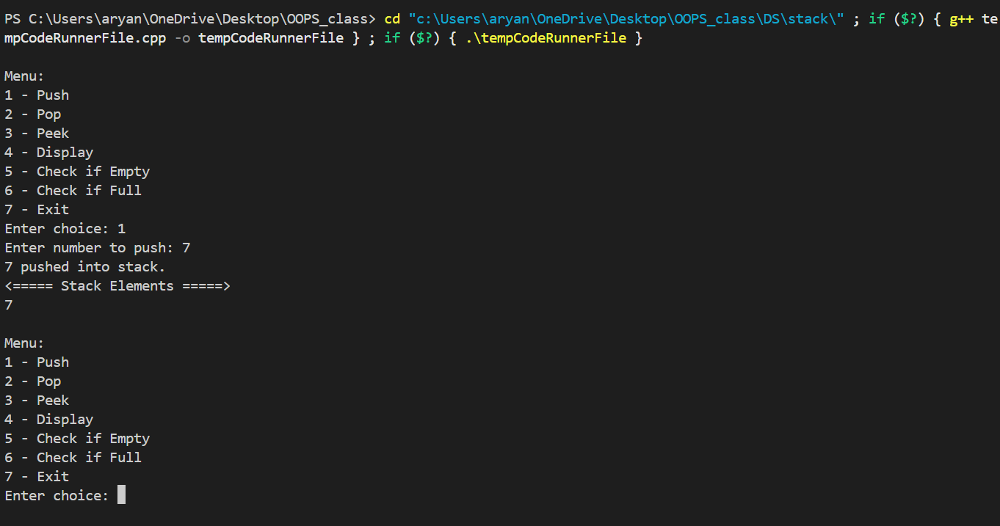 PS C:\Users\aryan\OneDrive\Desktop\OOPS_class> cd "c:\Users\aryan\OneDrive\Desktop\OOPS_class\DS\stack\" ; if ($?) { g++ te
mpCodeRunnerFile.cpp -o tempCodeRunnerFile } ; if ($?) { .\tempCodeRunnerFile }

Menu:
1 - Push
2 - Pop
3 - Peek
4 - Display
5 - Check if Empty
6 - Check if Full
7 - Exit
Enter choice: 1
Enter number to push: 7
7 pushed into stack.
<===== Stack Elements =====>
7

Menu:
1 - Push
2 - Pop
3 - Peek
4 - Display
5 - Check if Empty
6 - Check if Full
7 - Exit
Enter choice: